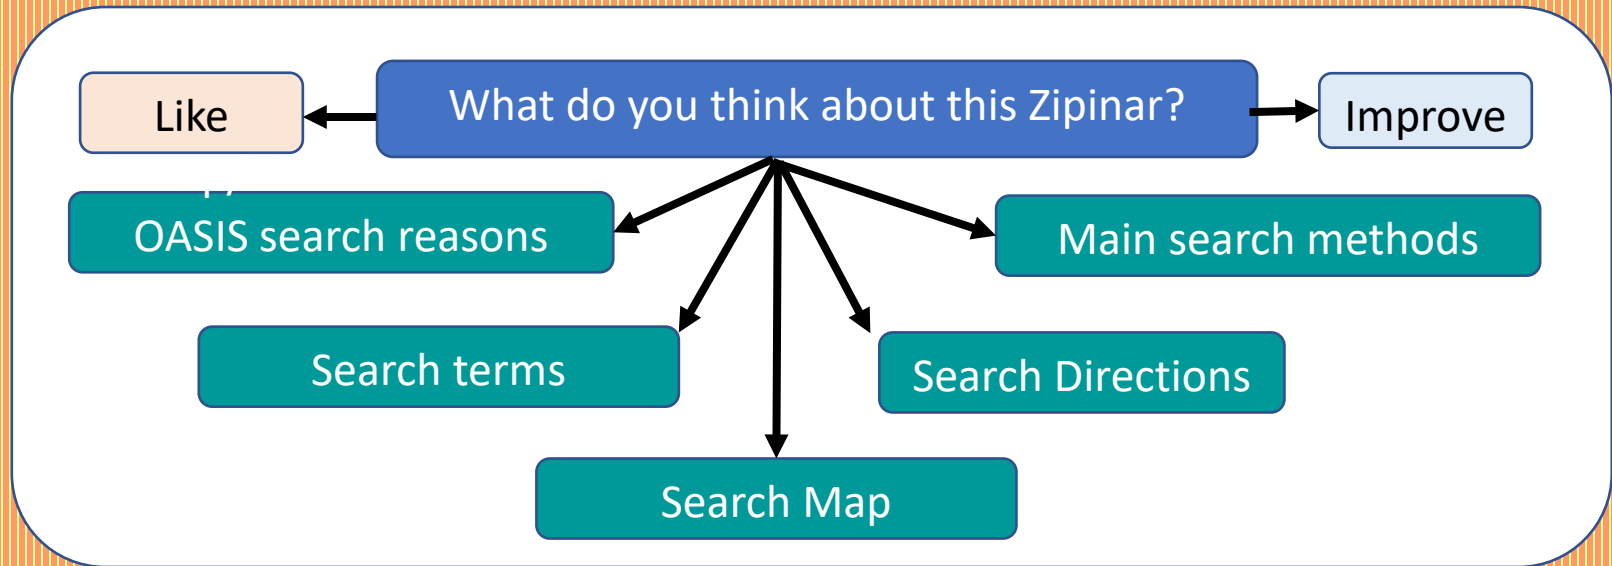 What do you think about this Zipinar?
Like
Improve
OASIS search reasons
Main search methods
Search terms
Search Directions
Search Map